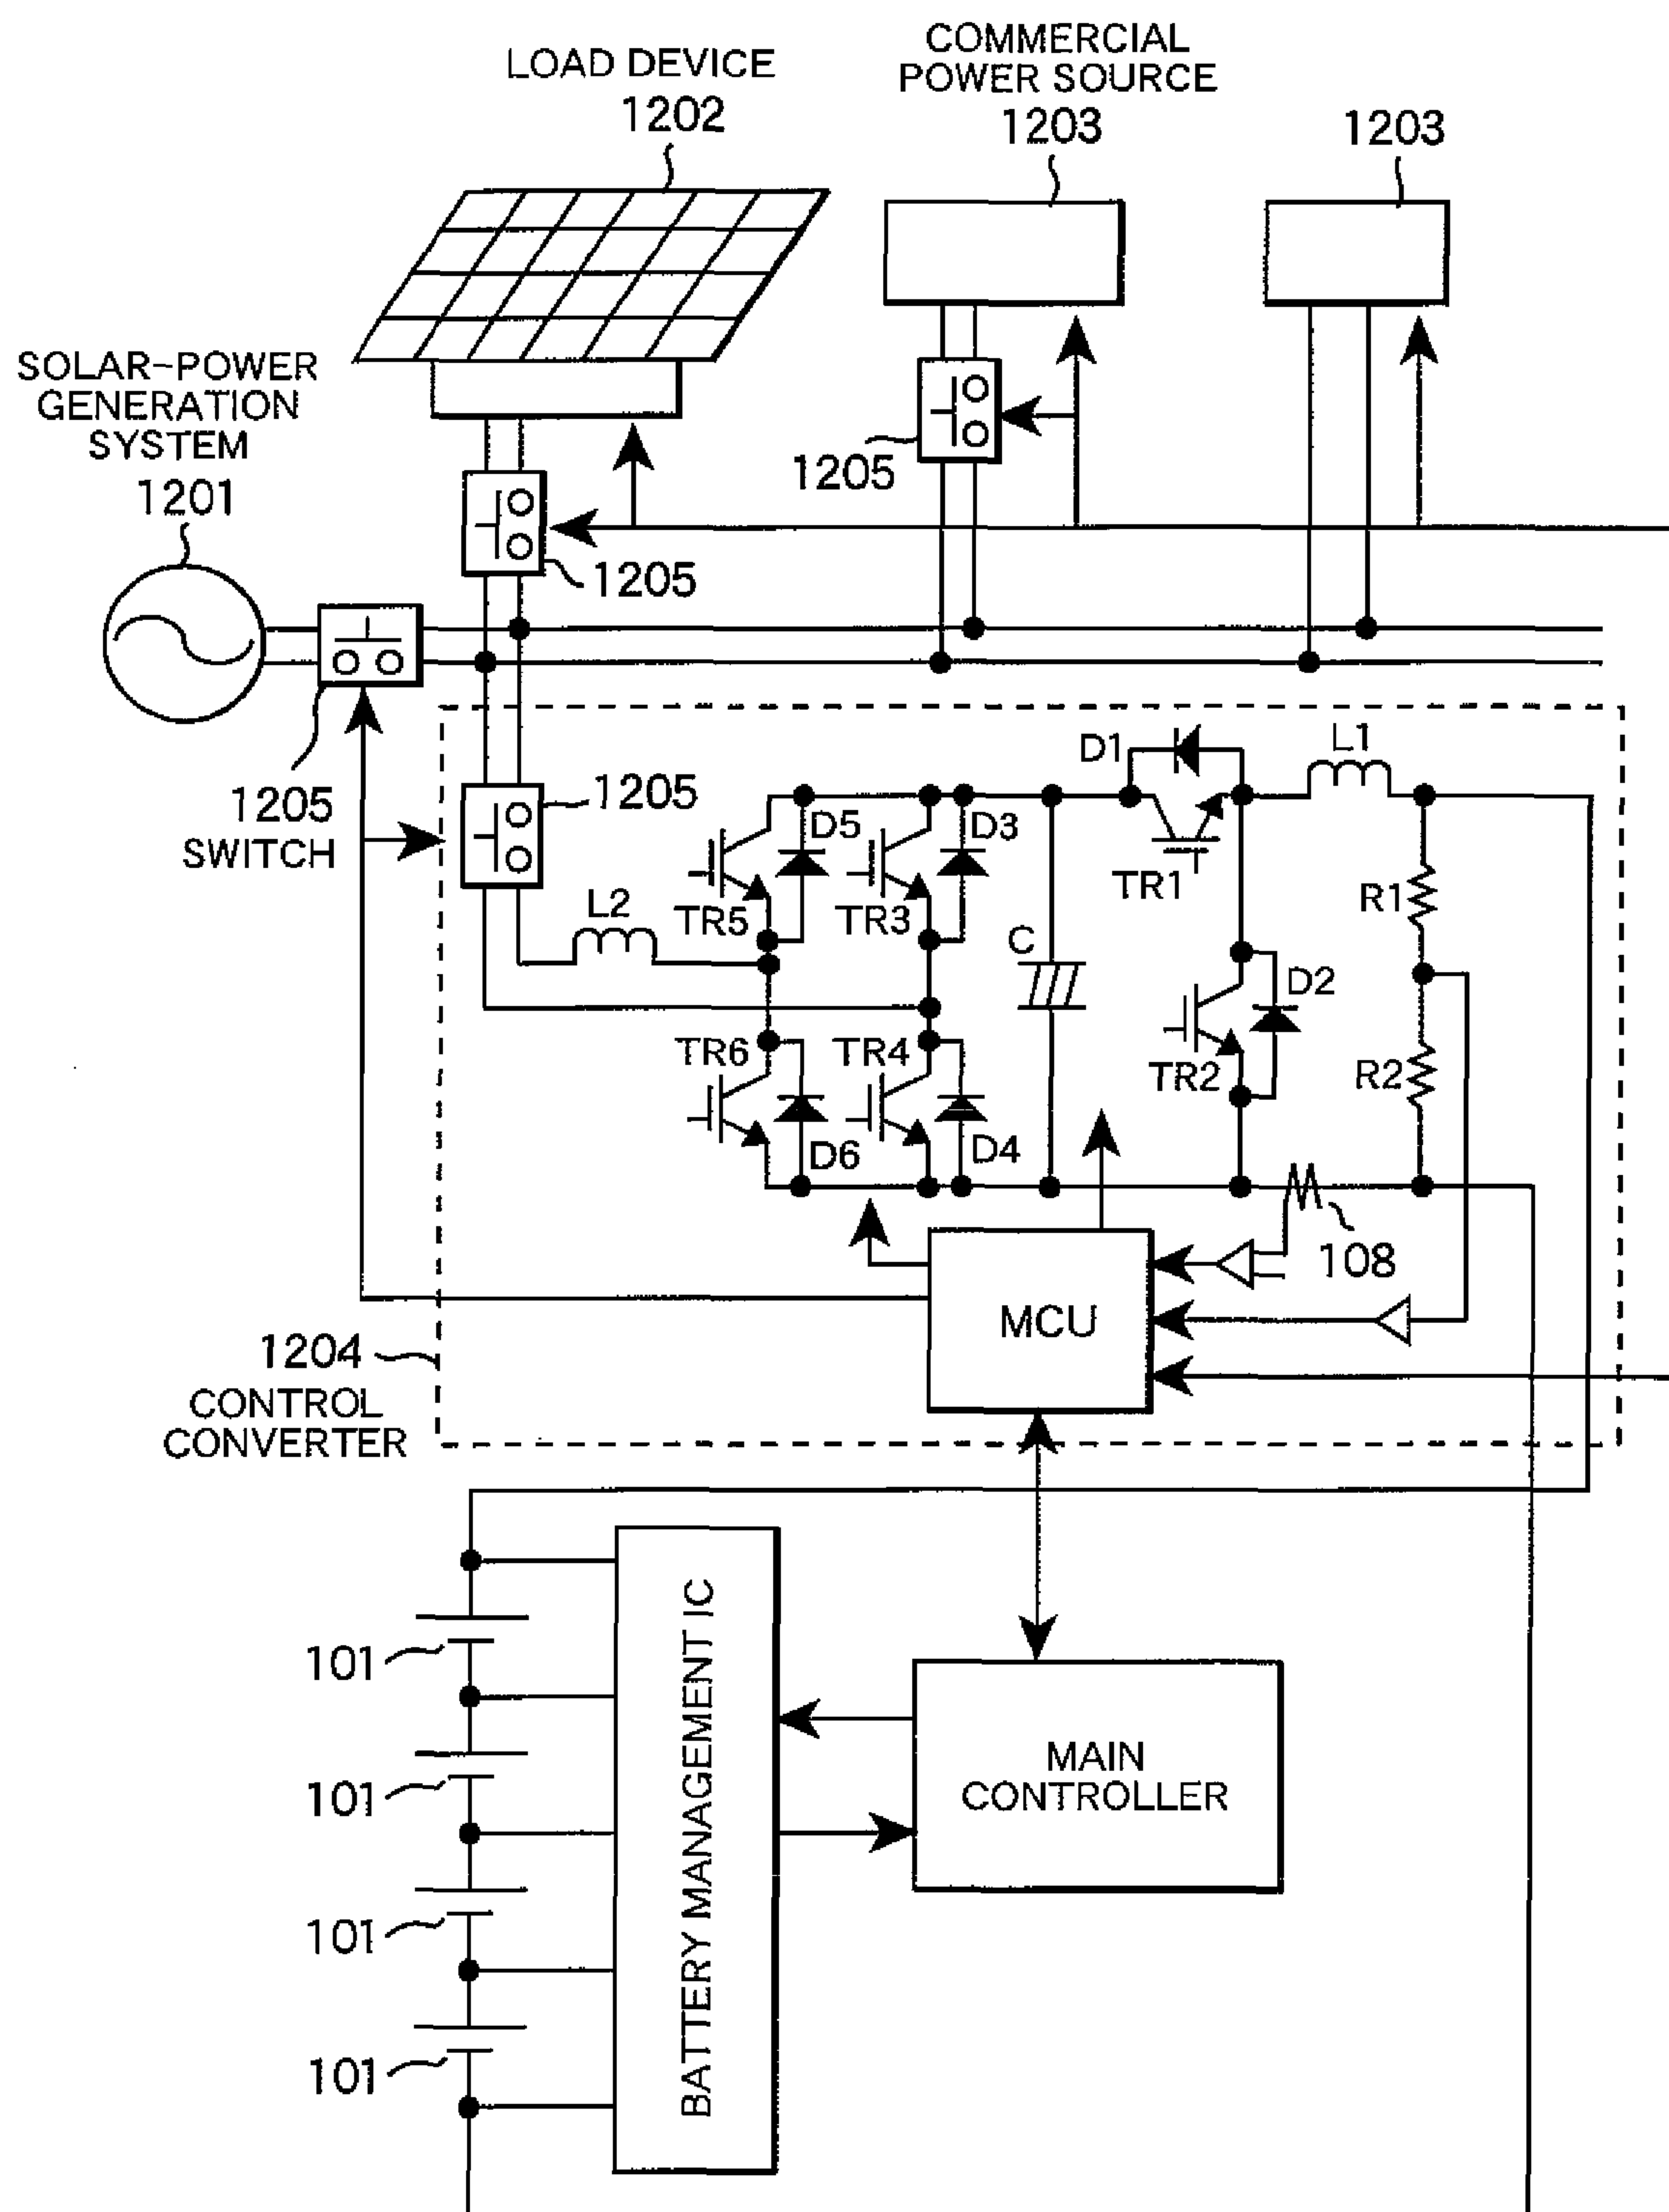 LOAD DEVICE
1202
COMMERCIAL
POWER SOURCE
1203
1203
SOLAR-POWER
GENERATION
SYSTEM
1201
1205
1205
1205
SWITCH
1205
D1
L1
D5
D3
TR1
R1
L2
TR5
TR3
C
D2
TR6
TR4
TR2
R2
D6
D4
108
MCU
1204
CONTROL
CONVERTER
101
101
101
101
BATTERY MANAGEMENT IC
MAIN
CONTROLLER